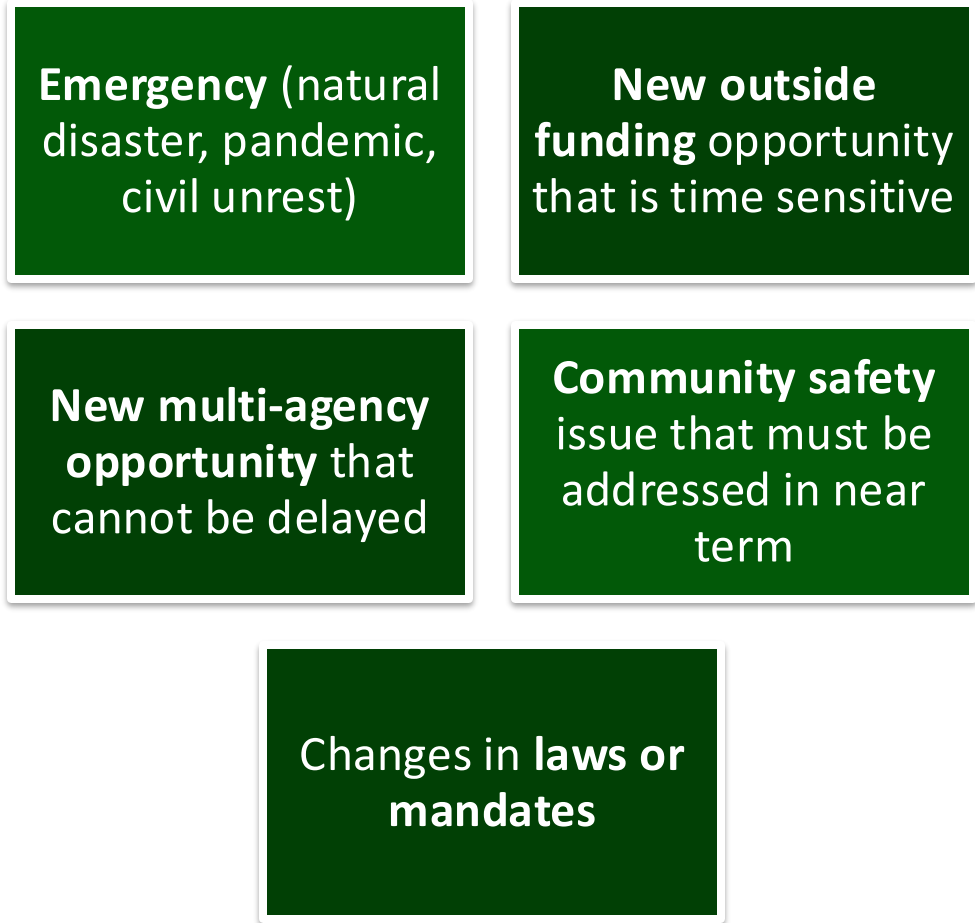 Emergency (natural
disaster, pandemic,
civil unrest)
New outside
funding opportunity
that is time sensitive
New multi-agency
opportunity that
cannot be delayed
Community safety
issue that must be
addressed in near
term
Changes in laws or
mandates